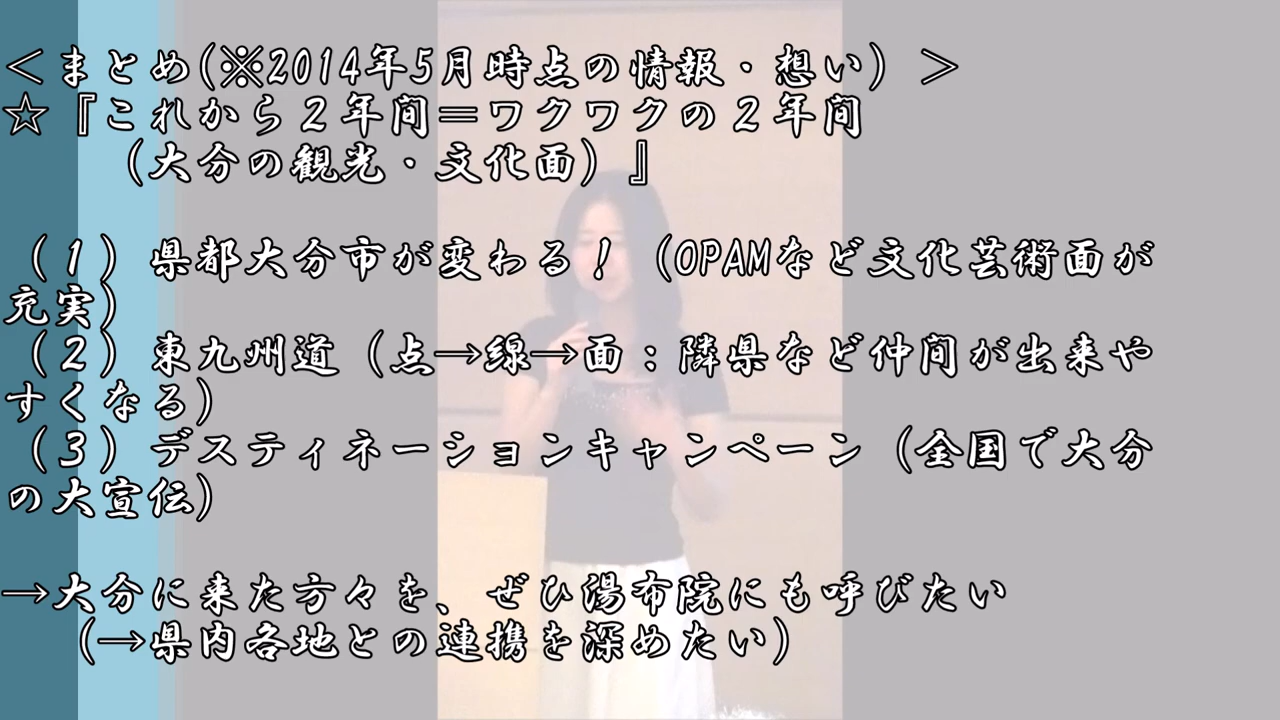 ＜まとめ(※2014年5月時点の情報・想い）＞
☆『これから２年間＝ワクワクの２年間
（大分の観光・文化面）』
（１）県都大分市が変わる！（OPAMなど文化芸術面が
充実）
（２）東九州道（点→線→面：隣県など仲間が出来や
すくなる）
（３）デスティネーションキャンペーン（全国で大分
の大宣伝）
→大分に来た方々を、ぜひ湯布院にも呼びたい
（→県内各地との連携を深めたい）